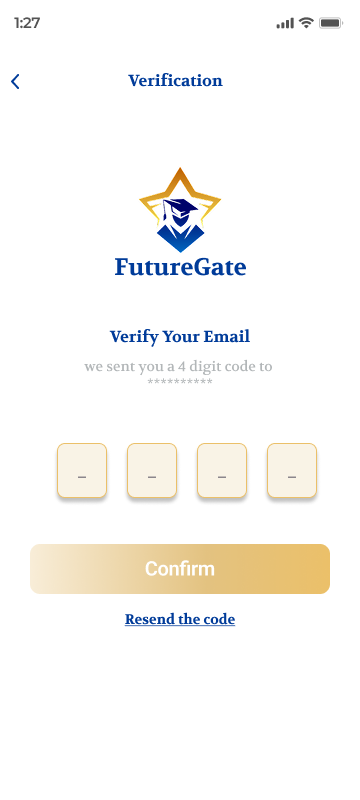 1:27
Verification
FutureGate
Verify Your Email
we sent you a 4 digit code to
**********
_ _ _ _
Confirm
Resend the code